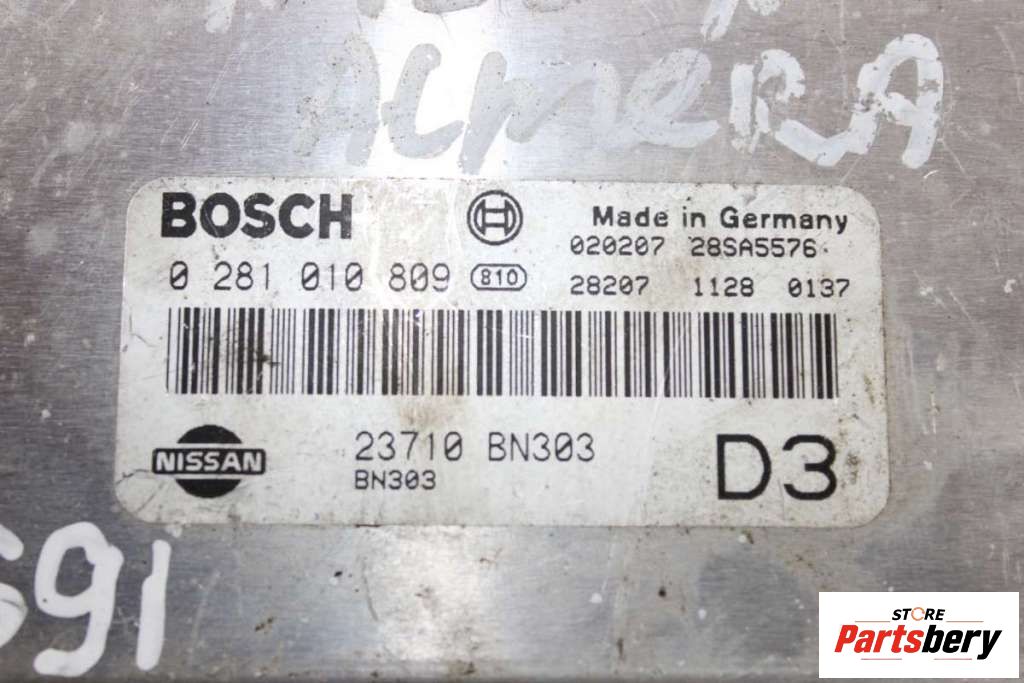 ALMERA
BOSCH
Made in Germany
020207 28SA5576
0 281 010 809 810
28207 1128 0137
NISSAN
23710 BN303
BN303
D3
691
STORE
Partsbery